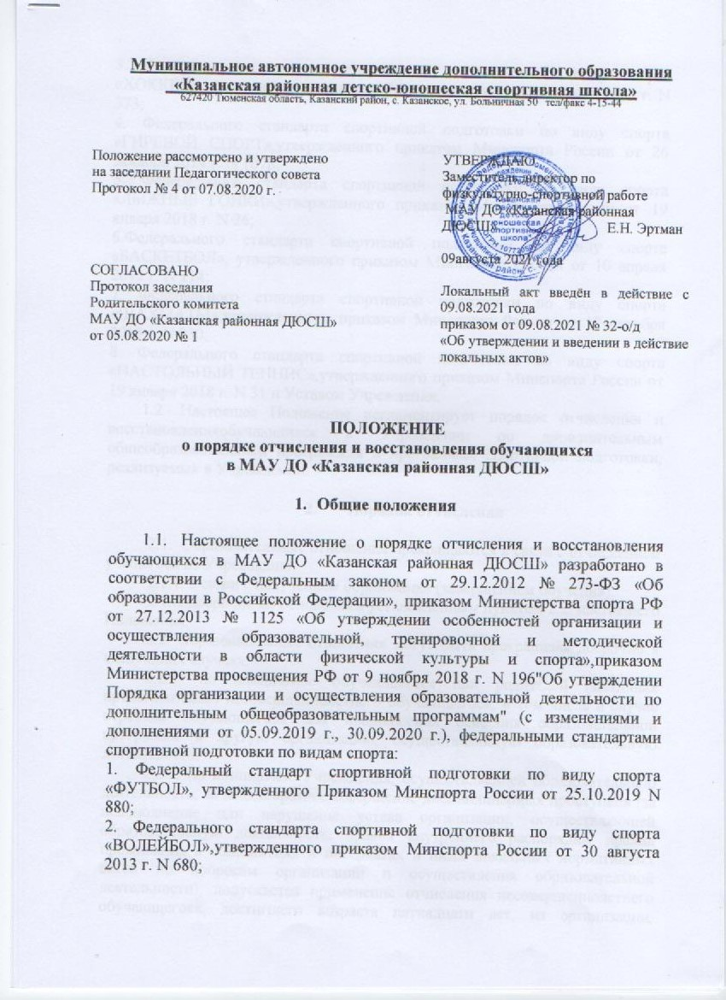 Муниципальное автономное учреждение дополнительного образования
«Казанская районная детско-юношеская спортивная школа»
627420 Тюменская область, Казанский район, с. Казанское, ул. Больничная 50 тел/факс 4-15-44
Положение рассмотрено и утверждено
на заседании Педагогического совета
Протокол № 4 от 07.08.2020 г.
СОГЛАСОВАНО
Протокол заседания
Родительского комитета
МАУ ДО «Казанская районная ДЮСШ»
от 05.08.2020 № 1
УТВЕРЖДАЮ
Заместитель директор по
физкультурно-спортивной работе
МАУ ДО «Казанская районная
ДЮСШ» Е.Н. Эртман
09августа 2021 года
Локальный акт введён в действие с
09.08.2021 года
приказом от 09.08.2021 № 32-о/д
«Об утверждении и введении в действие
локальных актов»
ПОЛОЖЕНИЕ
о порядке отчисления и восстановления обучающихся
в МАУ ДО «Казанская районная ДЮСШ»
1. Общие положения
1.1. Настоящее положение о порядке отчисления и восстановления
обучающихся в МАУ ДО «Казанская районная ДЮСШ» разработано в
соответствии с Федеральным законом от 29.12.2012 № 273-ФЗ «Об
образовании в Российской Федерации», приказом Министерства спорта РФ
от 27.12.2013 № 1125 «Об утверждении особенностей организации и
осуществления образовательной, тренировочной и методической
деятельности в области физической культуры и спорта»,приказом
Министерства просвещения РФ от 9 ноября 2018 г. N 196"Об утверждении
Порядка организации и осуществления образовательной деятельности по
дополнительным общеобразовательным программам" (с изменениями и
дополнениями от 05.09.2019 г., 30.09.2020 г.), федеральными стандартами
спортивной подготовки по видам спорта:
1. Федеральный стандарт спортивной подготовки по виду спорта
«ФУТБОЛ», утвержденного Приказом Минспорта России от 25.10.2019 N
880;
2. Федерального стандарта спортивной подготовки по виду спорта
«ВОЛЕЙБОЛ»,утвержденного приказом Минспорта России от 30 августа
2013 г. N 680;